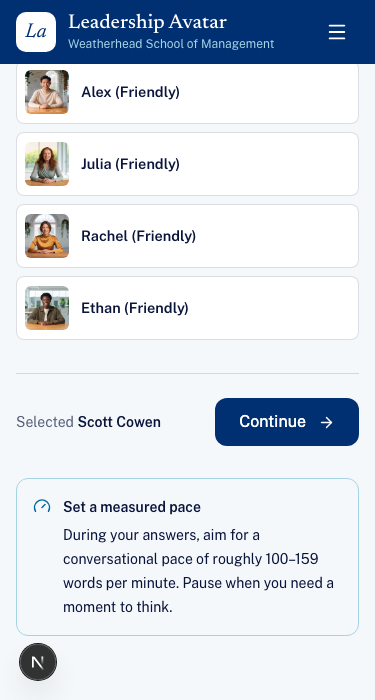 La
Leadership Avatar
Weatherhead School of Management
Alex (Friendly)
Julia (Friendly)
Rachel (Friendly)
Ethan (Friendly)
Selected Scott Cowen
Continue
Set a measured pace
During your answers, aim for a
conversational pace of roughly 100–159
words per minute. Pause when you need a
moment to think.
N